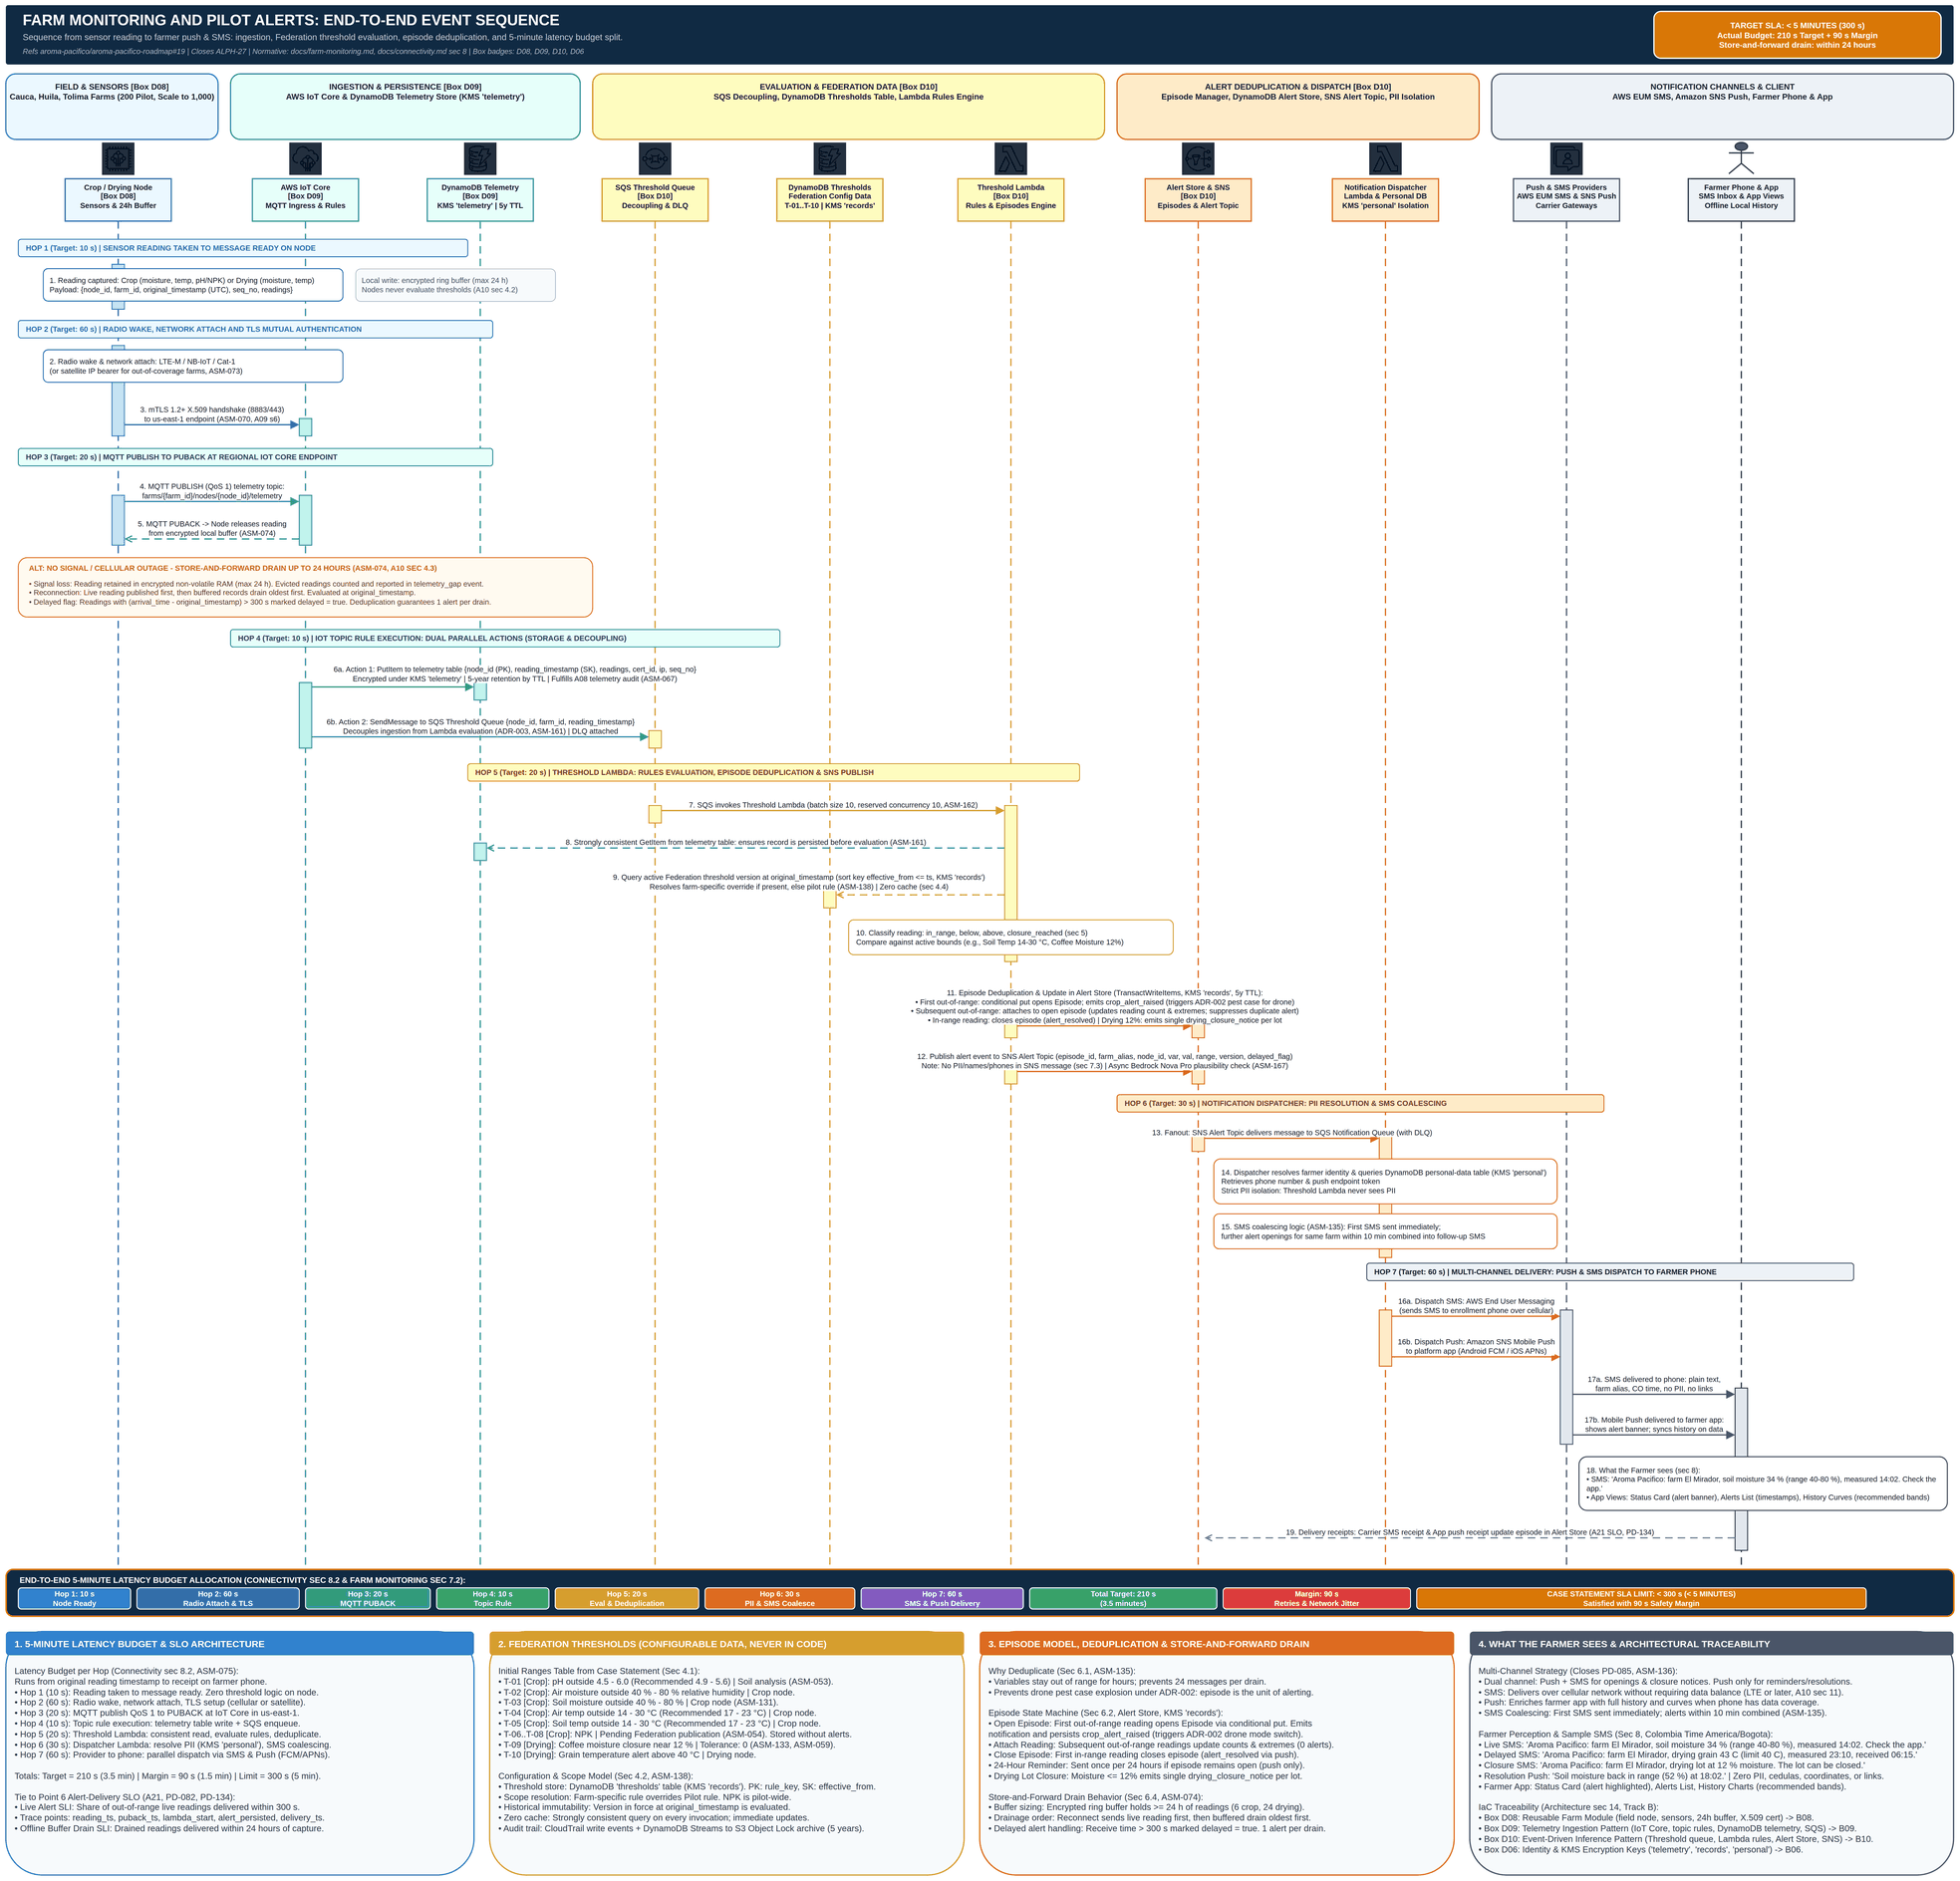 FARM MONITORING AND PILOT ALERTS: END-TO-END EVENT SEQUENCE
Sequence from sensor reading to farmer push & SMS: ingestion, Federation threshold evaluation, episode deduplication, and 5-minute latency budget split.
Refs aroma-pacifico/aroma-pacifico-roadmap#19 | Closes ALPH-27 | Normative: docs/farm-monitoring.md, docs/connectivity.md sec 8 | Box badges: D08, D09, D10, D06
TARGET SLA: < 5 MINUTES (300 s)
Actual Budget: 210 s Target + 90 s Margin
Store-and-forward drain: within 24 hours
FIELD & SENSORS [Box D08]
Cauca, Huila, Tolima Farms (200 Pilot, Scale to 1,000)
INGESTION & PERSISTENCE [Box D09]
AWS IoT Core & DynamoDB Telemetry Store (KMS 'telemetry')
EVALUATION & FEDERATION DATA [Box D10]
SQS Decoupling, DynamoDB Thresholds Table, Lambda Rules Engine
ALERT DEDUPLICATION & DISPATCH [Box D10]
Episode Manager, DynamoDB Alert Store, SNS Alert Topic, PII Isolation
NOTIFICATION CHANNELS & CLIENT
AWS EUM SMS, Amazon SNS Push, Farmer Phone & App
Crop / Drying Node
[Box D08]
Sensors & 24h Buffer
AWS IoT Core
[Box D09]
MQTT Ingress & Rules
DynamoDB Telemetry
[Box D09]
KMS 'telemetry' | 5y TTL
SQS Threshold Queue
[Box D10]
Decoupling & DLQ
DynamoDB Thresholds
Federation Config Data
T-01..T-10 | KMS 'records'
Threshold Lambda
[Box D10]
Rules & Episodes Engine
Alert Store & SNS
[Box D10]
Episodes & Alert Topic
Notification Dispatcher
Lambda & Personal DB
KMS 'personal' Isolation
Push & SMS Providers
AWS EUM SMS & SNS Push
Carrier Gateways
Farmer Phone & App
SMS Inbox & App Views
Offline Local History
HOP 1 (Target: 10 s) | SENSOR READING TAKEN TO MESSAGE READY ON NODE
1. Reading captured: Crop (moisture, temp, pH/NPK) or Drying (moisture, temp)
Payload: {node_id, farm_id, original_timestamp (UTC), seq_no, readings}
Local write: encrypted ring buffer (max 24 h)
Nodes never evaluate thresholds (A10 sec 4.2)
HOP 2 (Target: 60 s) | RADIO WAKE, NETWORK ATTACH AND TLS MUTUAL AUTHENTICATION
2. Radio wake & network attach: LTE-M / NB-IoT / Cat-1
(or satellite IP bearer for out-of-coverage farms, ASM-073)
3. mTLS 1.2+ X.509 handshake (8883/443)
to us-east-1 endpoint (ASM-070, A09 s6)
HOP 3 (Target: 20 s) | MQTT PUBLISH TO PUBACK AT REGIONAL IOT CORE ENDPOINT
4. MQTT PUBLISH (QoS 1) telemetry topic:
farms/{farm_id}/nodes/{node_id}/telemetry
5. MQTT PUBACK -> Node releases reading
from encrypted local buffer (ASM-074)
ALT: NO SIGNAL / CELLULAR OUTAGE - STORE-AND-FORWARD DRAIN UP TO 24 HOURS (ASM-074, A10 SEC 4.3)
• Signal loss: Reading retained in encrypted non-volatile RAM (max 24 h). Evicted readings counted and reported in telemetry_gap event.
• Reconnection: Live reading published first, then buffered records drain oldest first. Evaluated at original_timestamp.
• Delayed flag: Readings with (arrival_time - original_timestamp) > 300 s marked delayed = true. Deduplication guarantees 1 alert per drain.
HOP 4 (Target: 10 s) | IOT TOPIC RULE EXECUTION: DUAL PARALLEL ACTIONS (STORAGE & DECOUPLING)
6a. Action 1: PutItem to telemetry table {node_id (PK), reading_timestamp (SK), readings, cert_id, ip, seq_no}
Encrypted under KMS 'telemetry' | 5-year retention by TTL | Fulfills A08 telemetry audit (ASM-067)
6b. Action 2: SendMessage to SQS Threshold Queue {node_id, farm_id, reading_timestamp}
Decouples ingestion from Lambda evaluation (ADR-003, ASM-161) | DLQ attached
HOP 5 (Target: 20 s) | THRESHOLD LAMBDA: RULES EVALUATION, EPISODE DEDUPLICATION & SNS PUBLISH
7. SQS invokes Threshold Lambda (batch size 10, reserved concurrency 10, ASM-162)
8. Strongly consistent GetItem from telemetry table: ensures record is persisted before evaluation (ASM-161)
9. Query active Federation threshold version at original_timestamp (sort key effective_from <= ts, KMS 'records')
Resolves farm-specific override if present, else pilot rule (ASM-138) | Zero cache (sec 4.4)
10. Classify reading: in_range, below, above, closure_reached (sec 5)
Compare against active bounds (e.g., Soil Temp 14-30 °C, Coffee Moisture 12%)
11. Episode Deduplication & Update in Alert Store (TransactWriteItems, KMS 'records', 5y TTL):
• First out-of-range: conditional put opens Episode; emits crop_alert_raised (triggers ADR-002 pest case for drone)
• Subsequent out-of-range: attaches to open episode (updates reading count & extremes; suppresses duplicate alert)
• In-range reading: closes episode (alert_resolved) | Drying 12%: emits single drying_closure_notice per lot
12. Publish alert event to SNS Alert Topic (episode_id, farm_alias, node_id, var, val, range, version, delayed_flag)
Note: No PII/names/phones in SNS message (sec 7.3) | Async Bedrock Nova Pro plausibility check (ASM-167)
HOP 6 (Target: 30 s) | NOTIFICATION DISPATCHER: PII RESOLUTION & SMS COALESCING
13. Fanout: SNS Alert Topic delivers message to SQS Notification Queue (with DLQ)
14. Dispatcher resolves farmer identity & queries DynamoDB personal-data table (KMS 'personal')
Retrieves phone number & push endpoint token
Strict PII isolation: Threshold Lambda never sees PII
15. SMS coalescing logic (ASM-135): First SMS sent immediately;
further alert openings for same farm within 10 min combined into follow-up SMS
HOP 7 (Target: 60 s) | MULTI-CHANNEL DELIVERY: PUSH & SMS DISPATCH TO FARMER PHONE
16a. Dispatch SMS: AWS End User Messaging
(sends SMS to enrollment phone over cellular)
16b. Dispatch Push: Amazon SNS Mobile Push
to platform app (Android FCM / iOS APNs)
17a. SMS delivered to phone: plain text,
farm alias, CO time, no PII, no links
17b. Mobile Push delivered to farmer app:
shows alert banner; syncs history on data
18. What the Farmer sees (sec 8):
• SMS: 'Aroma Pacifico: farm El Mirador, soil moisture 34 % (range 40-80 %), measured 14:02. Check the
app.'
• App Views: Status Card (alert banner), Alerts List (timestamps), History Curves (recommended bands)
19. Delivery receipts: Carrier SMS receipt & App push receipt update episode in Alert Store (A21 SLO, PD-134)
END-TO-END 5-MINUTE LATENCY BUDGET ALLOCATION (CONNECTIVITY SEC 8.2 & FARM MONITORING SEC 7.2):
Hop 1: 10 s
Node Ready
Hop 2: 60 s
Radio Attach & TLS
Hop 3: 20 s
MQTT PUBACK
Hop 4: 10 s
Topic Rule
Hop 5: 20 s
Eval & Deduplication
Hop 6: 30 s
PII & SMS Coalesce
Hop 7: 60 s
SMS & Push Delivery
Total Target: 210 s
(3.5 minutes)
Margin: 90 s
Retries & Network Jitter
CASE STATEMENT SLA LIMIT: < 300 s (< 5 MINUTES)
Satisfied with 90 s Safety Margin
1. 5-MINUTE LATENCY BUDGET & SLO ARCHITECTURE
Latency Budget per Hop (Connectivity sec 8.2, ASM-075):
Runs from original reading timestamp to receipt on farmer phone.
• Hop 1 (10 s): Reading taken to message ready. Zero threshold logic on node.
• Hop 2 (60 s): Radio wake, network attach, TLS setup (cellular or satellite).
• Hop 3 (20 s): MQTT publish QoS 1 to PUBACK at IoT Core in us-east-1.
• Hop 4 (10 s): Topic rule execution: telemetry table write + SQS enqueue.
• Hop 5 (20 s): Threshold Lambda: consistent read, evaluate rules, deduplicate.
• Hop 6 (30 s): Dispatcher Lambda: resolve PII (KMS 'personal'), SMS coalescing.
• Hop 7 (60 s): Provider to phone: parallel dispatch via SMS & Push (FCM/APNs).
Totals: Target = 210 s (3.5 min) | Margin = 90 s (1.5 min) | Limit = 300 s (5 min).
Tie to Point 6 Alert-Delivery SLO (A21, PD-082, PD-134):
• Live Alert SLI: Share of out-of-range live readings delivered within 300 s.
• Trace points: reading_ts, puback_ts, lambda_start, alert_persisted, delivery_ts.
• Offline Buffer Drain SLI: Drained readings delivered within 24 hours of capture.
2. FEDERATION THRESHOLDS (CONFIGURABLE DATA, NEVER IN CODE)
Initial Ranges Table from Case Statement (Sec 4.1):
• T-01 [Crop]: pH outside 4.5 - 6.0 (Recommended 4.9 - 5.6) | Soil analysis (ASM-053).
• T-02 [Crop]: Air moisture outside 40 % - 80 % relative humidity | Crop node.
• T-03 [Crop]: Soil moisture outside 40 % - 80 % | Crop node (ASM-131).
• T-04 [Crop]: Air temp outside 14 - 30 °C (Recommended 17 - 23 °C) | Crop node.
• T-05 [Crop]: Soil temp outside 14 - 30 °C (Recommended 17 - 23 °C) | Crop node.
• T-06..T-08 [Crop]: NPK | Pending Federation publication (ASM-054). Stored without alerts.
• T-09 [Drying]: Coffee moisture closure near 12 % | Tolerance: 0 (ASM-133, ASM-059).
• T-10 [Drying]: Grain temperature alert above 40 °C | Drying node.
Configuration & Scope Model (Sec 4.2, ASM-138):
• Threshold store: DynamoDB 'thresholds' table (KMS 'records'). PK: rule_key, SK: effective_from.
• Scope resolution: Farm-specific rule overrides Pilot rule. NPK is pilot-wide.
• Historical immutability: Version in force at original_timestamp is evaluated.
• Zero cache: Strongly consistent query on every invocation; immediate updates.
• Audit trail: CloudTrail write events + DynamoDB Streams to S3 Object Lock archive (5 years).
3. EPISODE MODEL, DEDUPLICATION & STORE-AND-FORWARD DRAIN
Why Deduplicate (Sec 6.1, ASM-135):
• Variables stay out of range for hours; prevents 24 messages per drain.
• Prevents drone pest case explosion under ADR-002: episode is the unit of alerting.
Episode State Machine (Sec 6.2, Alert Store, KMS 'records'):
• Open Episode: First out-of-range reading opens Episode via conditional put. Emits
notification and persists crop_alert_raised (triggers ADR-002 drone mode switch).
• Attach Reading: Subsequent out-of-range readings update counts & extremes (0 alerts).
• Close Episode: First in-range reading closes episode (alert_resolved via push).
• 24-Hour Reminder: Sent once per 24 hours if episode remains open (push only).
• Drying Lot Closure: Moisture <= 12% emits single drying_closure_notice per lot.
Store-and-Forward Drain Behavior (Sec 6.4, ASM-074):
• Buffer sizing: Encrypted ring buffer holds >= 24 h of readings (6 crop, 24 drying).
• Drainage order: Reconnect sends live reading first, then buffered drain oldest first.
• Delayed alert handling: Receive time > 300 s marked delayed = true. 1 alert per drain.
4. WHAT THE FARMER SEES & ARCHITECTURAL TRACEABILITY
Multi-Channel Strategy (Closes PD-085, ASM-136):
• Dual channel: Push + SMS for openings & closure notices. Push only for reminders/resolutions.
• SMS: Delivers over cellular network without requiring data balance (LTE or later, A10 sec 11).
• Push: Enriches farmer app with full history and curves when phone has data coverage.
• SMS Coalescing: First SMS sent immediately; alerts within 10 min combined (ASM-135).
Farmer Perception & Sample SMS (Sec 8, Colombia Time America/Bogota):
• Live SMS: 'Aroma Pacifico: farm El Mirador, soil moisture 34 % (range 40-80 %), measured 14:02. Check the app.'
• Delayed SMS: 'Aroma Pacifico: farm El Mirador, drying grain 43 C (limit 40 C), measured 23:10, received 06:15.'
• Closure SMS: 'Aroma Pacifico: farm El Mirador, drying lot at 12 % moisture. The lot can be closed.'
• Resolution Push: 'Soil moisture back in range (52 %) at 18:02.' | Zero PII, cedulas, coordinates, or links.
• Farmer App: Status Card (alert highlighted), Alerts List, History Charts (recommended bands).
IaC Traceability (Architecture sec 14, Track B):
• Box D08: Reusable Farm Module (field node, sensors, 24h buffer, X.509 cert) -> B08.
• Box D09: Telemetry Ingestion Pattern (IoT Core, topic rules, DynamoDB telemetry, SQS) -> B09.
• Box D10: Event-Driven Inference Pattern (Threshold queue, Lambda rules, Alert Store, SNS) -> B10.
• Box D06: Identity & KMS Encryption Keys ('telemetry', 'records', 'personal') -> B06.